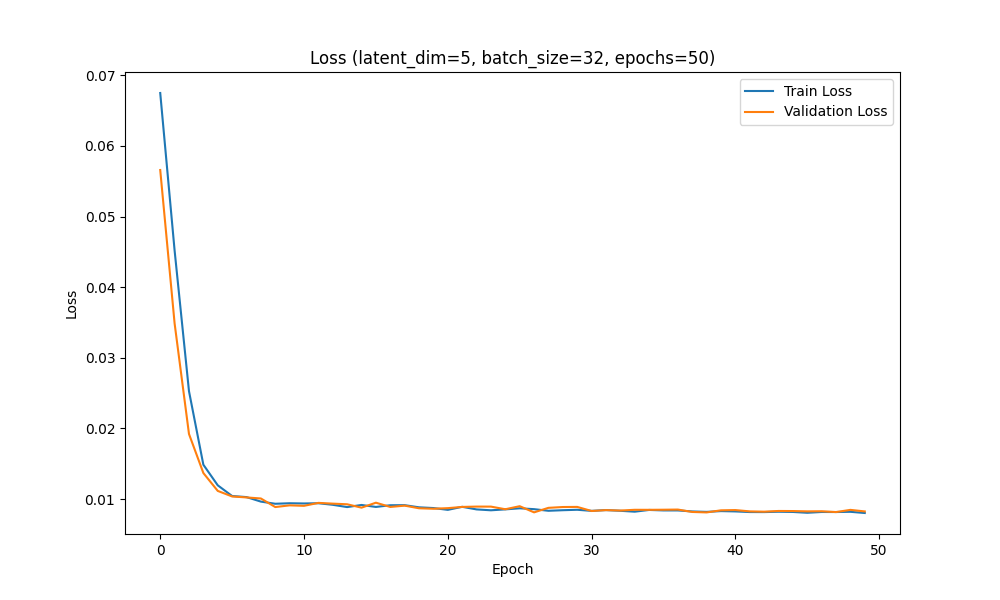 Loss (latent_dim=5, batch_size=32, epochs=50)
Train Loss
Validation Loss
0.07
0.06
0.05
0.04
0.03
0.02
0.01
Loss
0 10 20 30 40 50
Epoch